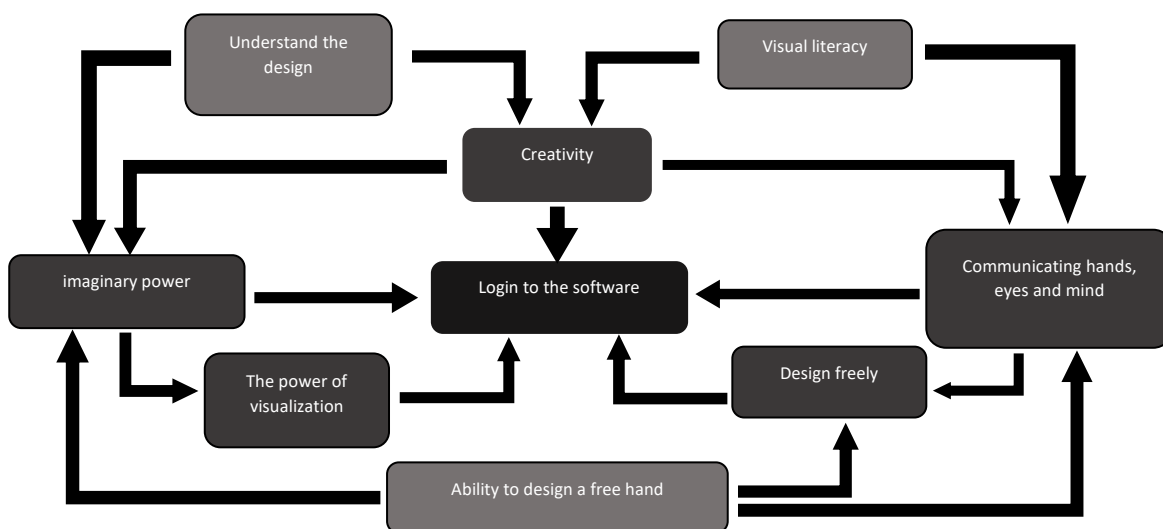 Understand the
design
Visual literacy
Creativity
imaginary power
Login to the software
Communicating hands,
eyes and mind
The power of
visualization
Design freely
Ability to design a free hand